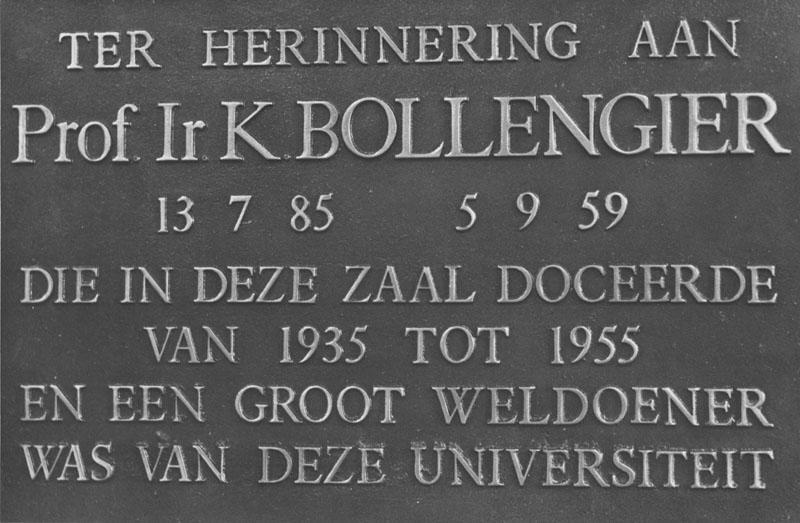 TER HERINNERING AAN
Prof. Ir. K. BOLLENGIER
13 7 85 5 9 59
DIE IN DEZE ZAAL DOCEERDE
VAN 1935 TOT 1955
EN EEN GROOT WELDOENER
WAS VAN DEZE UNIVERSITEIT